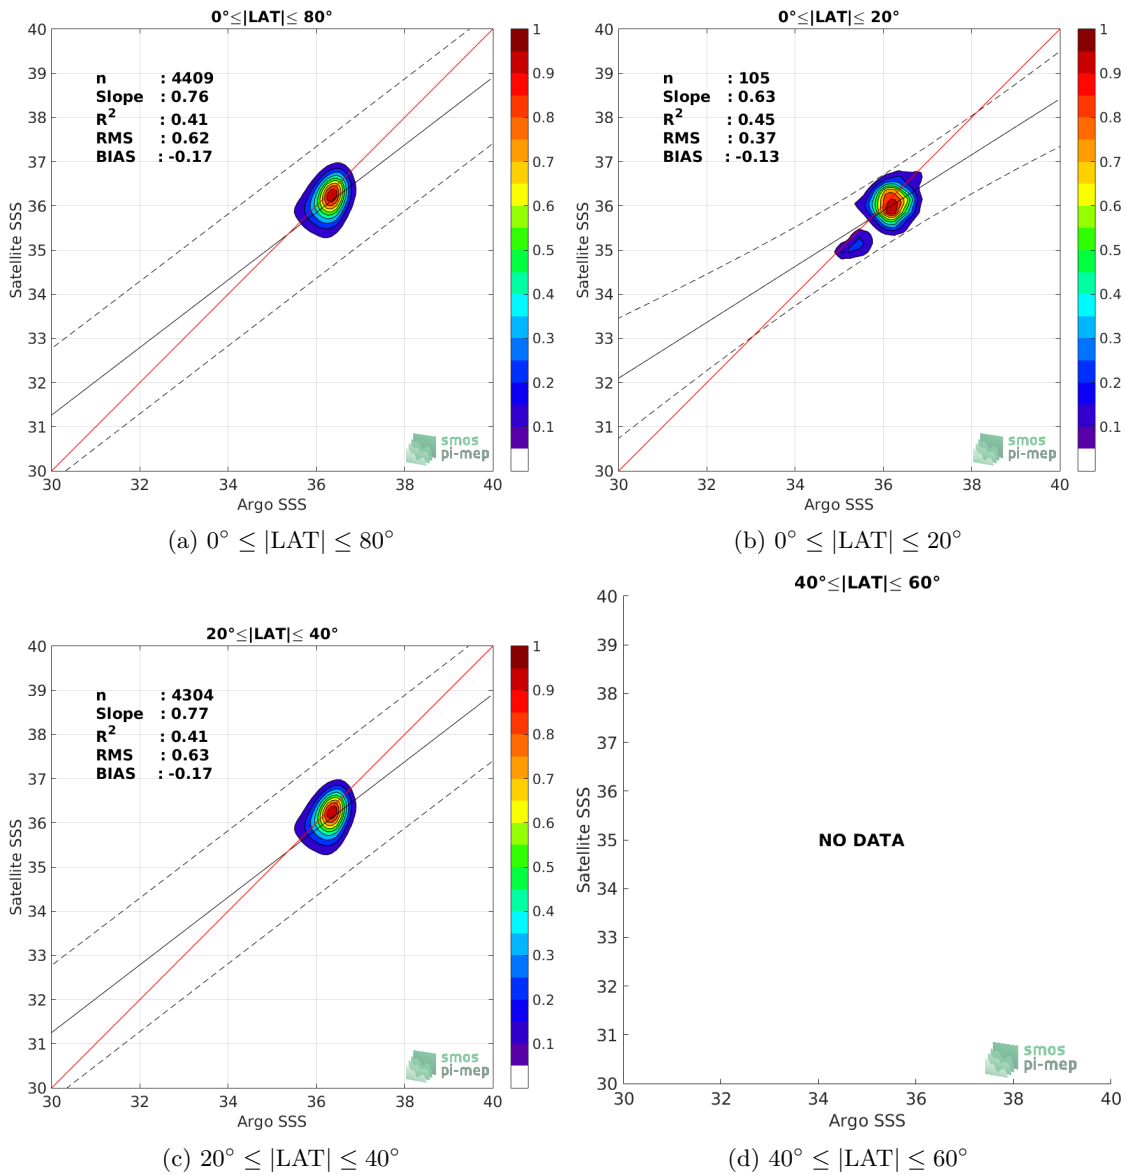 0°≤|LAT|≤ 80°
40
39
38
37
36
35
34
33
32
31
30
Satellite SSS
n : 4409
Slope : 0.76
R² : 0.41
RMS : 0.62
BIAS : -0.17
smos
pi-mep
30 32 34 36 38 40
Argo SSS
1
0.9
0.8
0.7
0.6
0.5
0.4
0.3
0.2
0.1
(a) 0° ≤ |LAT| ≤ 80°
0°≤|LAT|≤ 20°
40
39
38
37
36
35
34
33
32
31
30
Satellite SSS
n : 105
Slope : 0.63
R² : 0.45
RMS : 0.37
BIAS : -0.13
smos
pi-mep
30 32 34 36 38 40
Argo SSS
1
0.9
0.8
0.7
0.6
0.5
0.4
0.3
0.2
0.1
(b) 0° ≤ |LAT| ≤ 20°
20°≤|LAT|≤ 40°
40
39
38
37
36
35
34
33
32
31
30
Satellite SSS
n : 4304
Slope : 0.77
R² : 0.41
RMS : 0.63
BIAS : -0.17
smos
pi-mep
30 32 34 36 38 40
Argo SSS
1
0.9
0.8
0.7
0.6
0.5
0.4
0.3
0.2
0.1
(c) 20° ≤ |LAT| ≤ 40°
40°≤|LAT|≤ 60°
40
39
38
37
36
35
34
33
32
31
30
Satellite SSS
NO DATA
smos
pi-mep
30 32 34 36 38 40
Argo SSS
(d) 40° ≤ |LAT| ≤ 60°